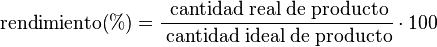 rendimiento(%) = cantidad real de producto / cantidad ideal de producto · 100